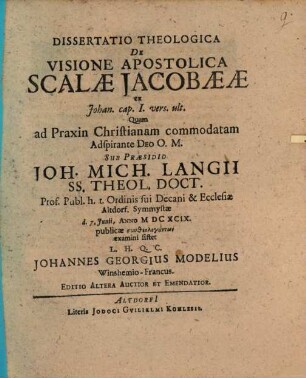 DISSERTATIO THEOLOGICA
De
VISIONE APOSTOLICA
SCALÆ JACOBÆÆ
ex
Johan. cap. I. vers. ult.
Quam
ad Praxin Christianam commodatam
Adspirante DEO O. M.
SUB PRÆSIDIO
JOH. MICH. LANGII
SS. THEOL. DOCT.
Prof. Publ. h. t. Ordinis sui Decani & Ecclesiæ
Altdorf. Symmystæ
d. 7. Junii, ANNO M DC XCIX.
publicæ
examini sistet
L. H. Q. C.
JOHANNES GEORGIUS MODELIUS
Winshemio-Francus.
EDITIO ALTERA AUCTIOR ET EMENDATIOR.
ALTDORFI
Literis JODOCI GVILIELMI KOHLESII.